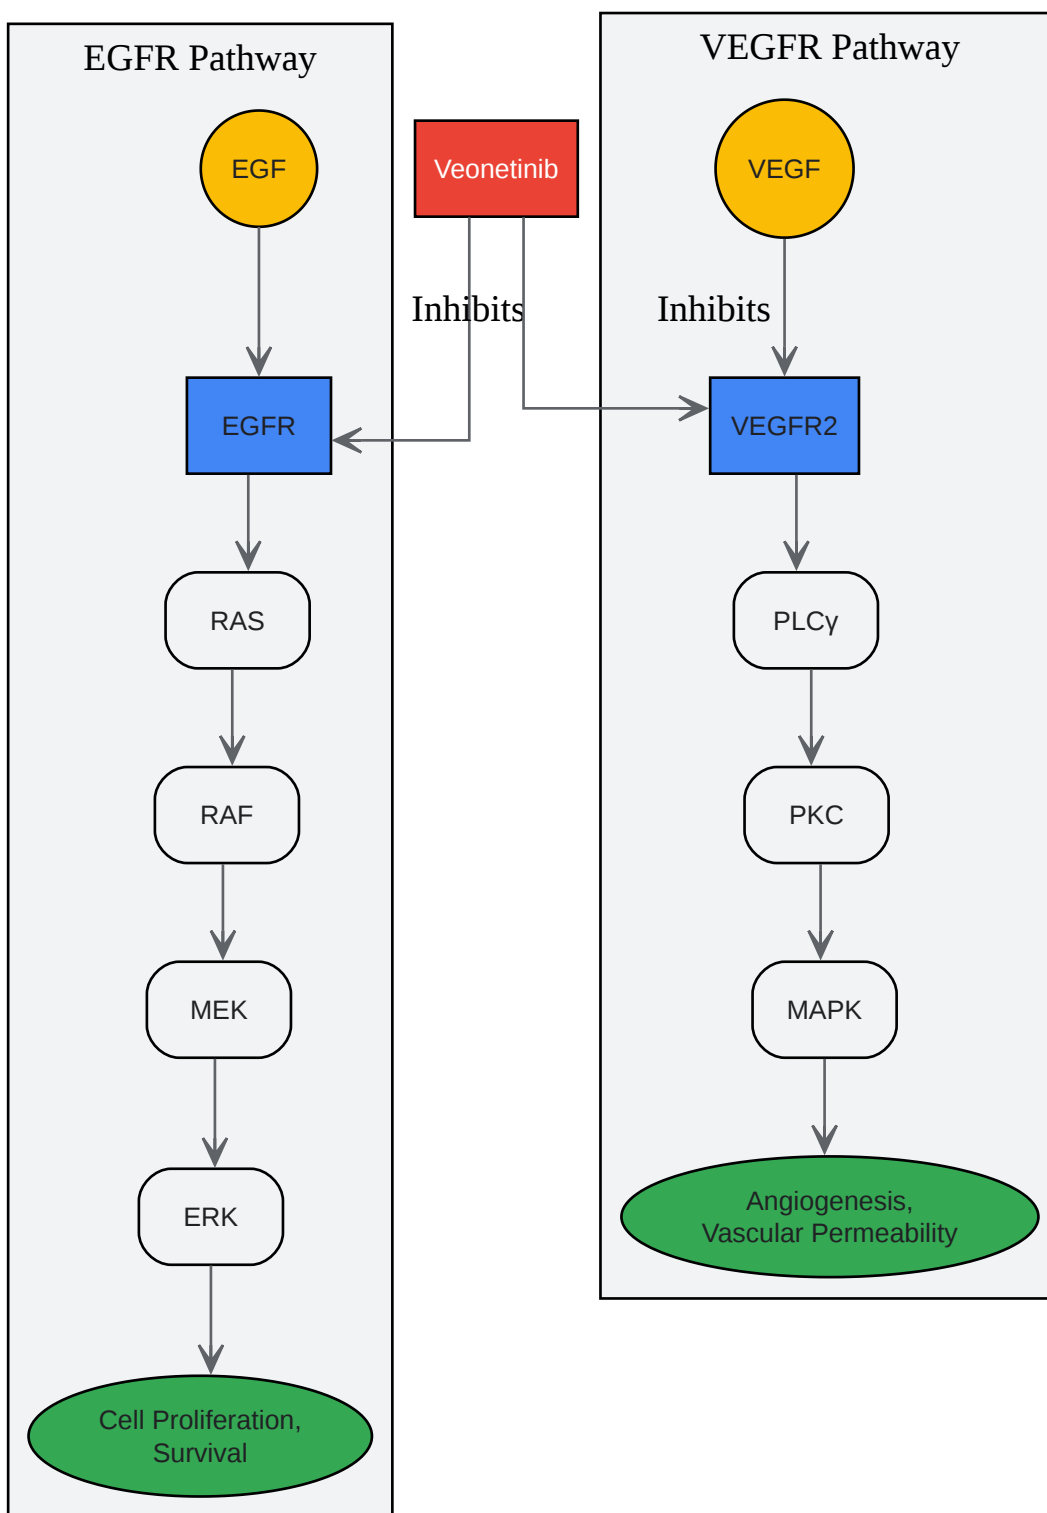 EGFR Pathway
VEGFR Pathway
EGF
Veonetinib
VEGF
Inhibits
Inhibits
EGFR
VEGFR2
RAS
PLCγ
RAF
PKC
MEK
MAPK
ERK
Angiogenesis,
Vascular Permeability
Cell Proliferation,
Survival